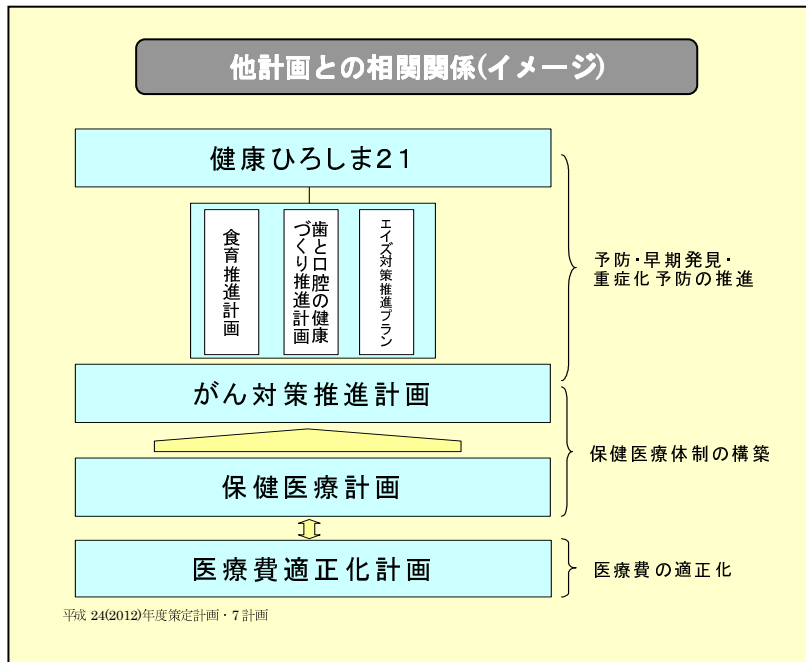 他計画との相関関係(イメージ)
健康ひろしま21
食育推進計画
歯と口腔の健康
づくり推進計画
エイズ対策推進プラン
予防・早期発見・
重症化予防の推進
がん対策推進計画
保健医療体制の構築
保健医療計画
医療費適正化計画
医療費の適正化
平成 24(2012)年度策定計画・7計画